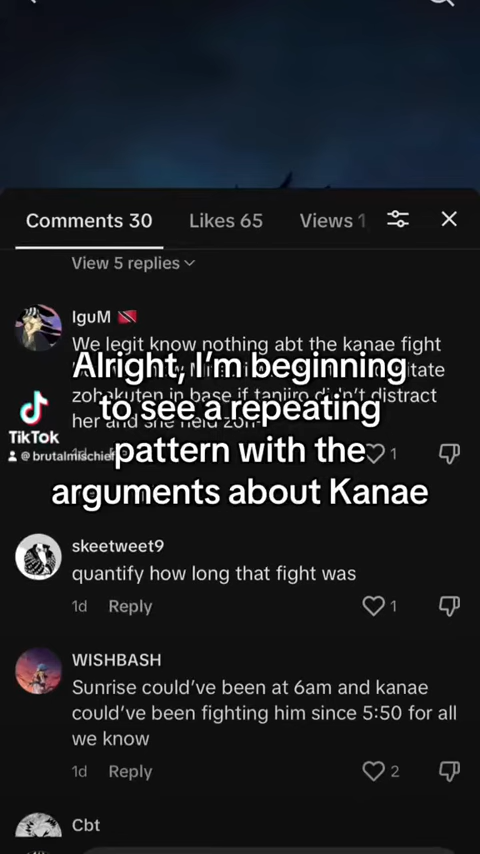 Comments 30 Likes 65 Views 1
View 5 replies
IguM
We legit know nothing abt the kanae fight
Alright, I'm beginning
to see a repeating
pattern with the
arguments about Kanae
zohakuten in base if tanjiro didn't distract
her and she held
TikTok
@brutalmischief
1
skeetweet9
quantify how long that fight was
1d Reply 1
WISHBASH
Sunrise could've been at 6am and kanae
could've been fighting him since 5:50 for all
we know
1d Reply 2
Cbt